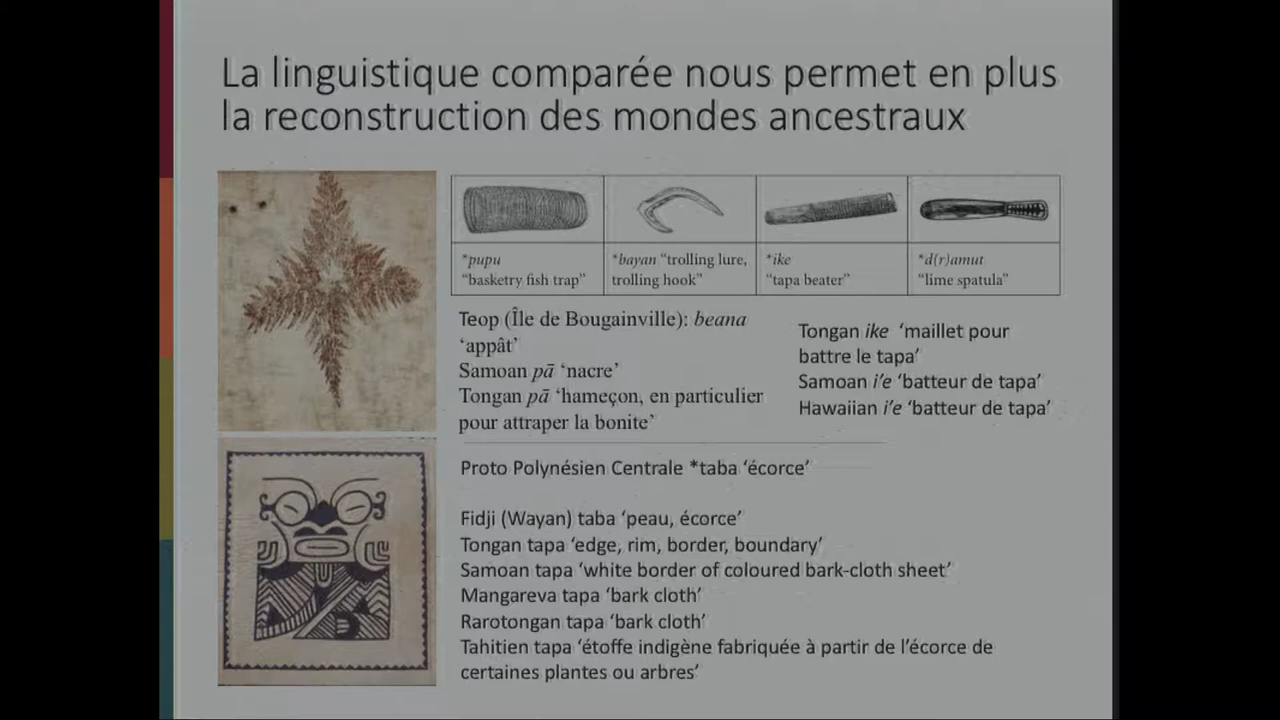 La linguistique comparée nous permet en plus
la reconstruction des mondes ancestraux
*pupu
“basketry fish trap”
*bayan “trolling lure,
trolling hook”
*ike
“tapa beater”
*d(r)amut
“lime spatula”
Teop (Île de Bougainville): beana
‘appât’
Samoan pā ‘nacre’
Tongan pā ‘hameçon, en particulier
pour attraper la bonite’
Tongan ike ‘maillet pour
battre le tapa’
Samoan i’e ‘batteur de tapa’
Hawaiian i’e ‘batteur de tapa’
Proto Polynésien Centrale *taba ‘écorce’
Fidji (Wayan) taba ‘peau, écorce’
Tongan tapa ‘edge, rim, border, boundary’
Samoan tapa ‘white border of coloured bark-cloth sheet’
Mangareva tapa ‘bark cloth’
Rarotongan tapa ‘bark cloth’
Tahitien tapa ‘étoffe indigène fabriquée à partir de l’écorce de
certaines plantes ou arbres’